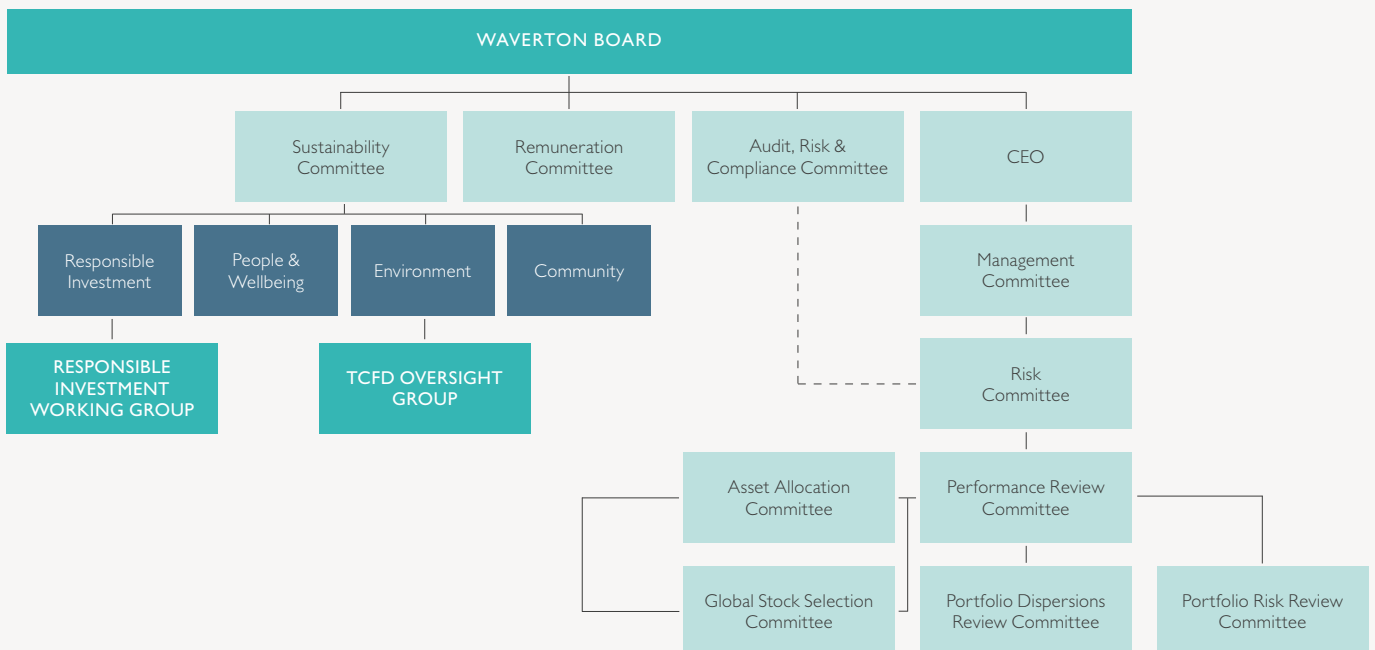 WAVERTON BOARD
Sustainability
Committee
Remuneration
Committee
Audit, Risk &
Compliance Committee
CEO
Responsible
Investment
People &
Wellbeing
Environment
Community
Management
Committee
RESPONSIBLE
INVESTMENT
WORKING GROUP
TCFD OVERSIGHT
GROUP
Risk
Committee
Asset Allocation
Committee
Performance Review
Committee
Global Stock Selection
Committee
Portfolio Dispersions
Review Committee
Portfolio Risk Review
Committee